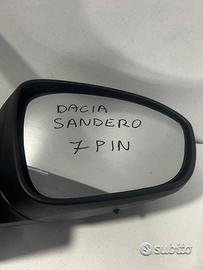 DACIA
SANDERO
7 PIN
subito